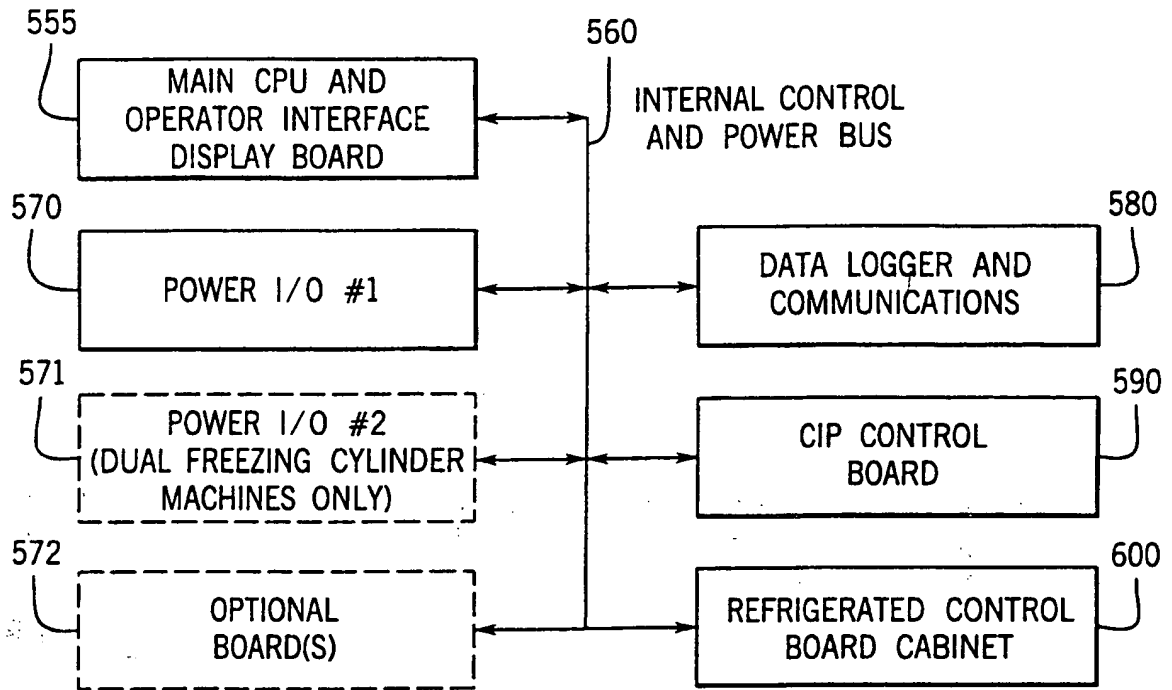 555
MAIN CPU AND
OPERATOR INTERFACE
DISPLAY BOARD
560
INTERNAL CONTROL
AND POWER BUS
570
POWER I/O #1
580
DATA LOGGER AND
COMMUNICATIONS
571
POWER I/O #2
(DUAL FREEZING CYLINDER
MACHINES ONLY)
590
CIP CONTROL
BOARD
572
OPTIONAL
BOARD(S)
600
REFRIGERATED CONTROL
BOARD CABINET